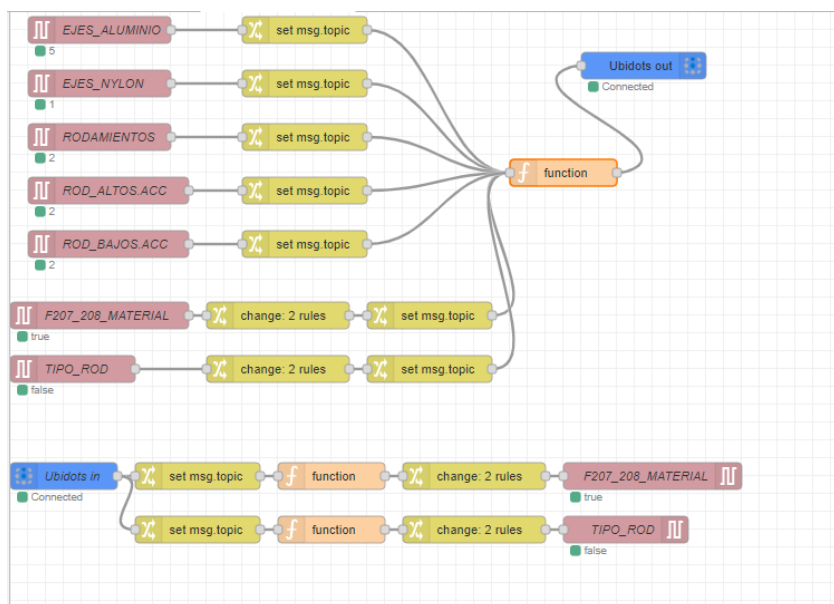 EJES_ALUMINIO set msg.topic
5
Ubidots out
Connected
EJES_NYLON set msg.topic
1
RODAMIENTOS set msg.topic
2
function
ROD_ALTOS.ACC set msg.topic
2
ROD_BAJOS.ACC set msg.topic
2
F207_208_MATERIAL change: 2 rules set msg.topic
true
TIPO_ROD change: 2 rules set msg.topic
false
Ubidots in set msg.topic function change: 2 rules F207_208_MATERIAL
Connected true
set msg.topic function change: 2 rules TIPO_ROD
false